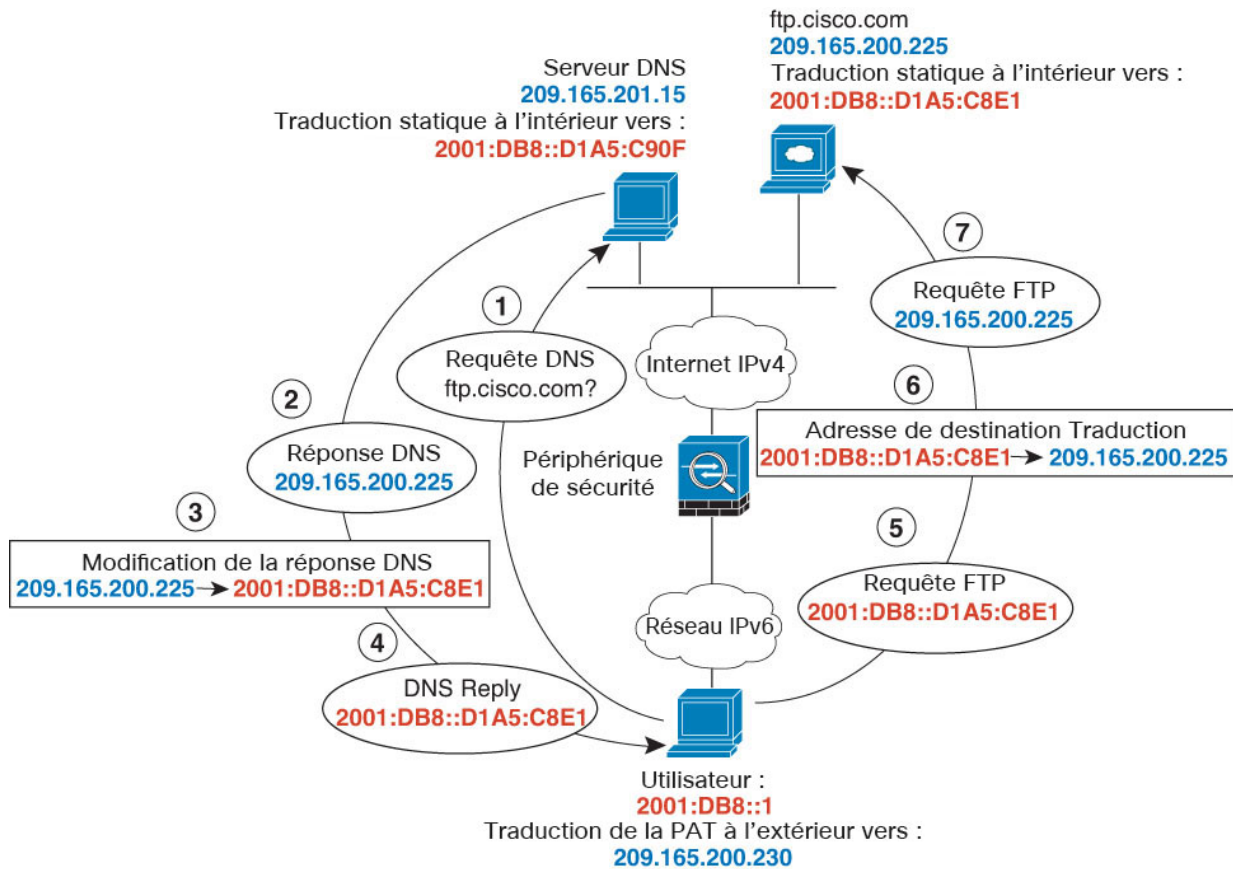 ftp.cisco.com
209.165.200.225
Traduction statique à l'intérieur vers :
2001:DB8::D1A5:C8E1
Serveur DNS
209.165.201.15
Traduction statique à l'intérieur vers :
2001:DB8::D1A5:C90F
7
Requête FTP
209.165.200.225
1
Requête DNS
ftp.cisco.com?
Internet IPv4
2
Réponse DNS
209.165.200.225
6
Adresse de destination Traduction
2001:DB8::D1A5:C8E1 → 209.165.200.225
Périphérique
de sécurité
3
Modification de la réponse DNS
209.165.200.225 → 2001:DB8::D1A5:C8E1
5
Requête FTP
2001:DB8::D1A5:C8E1
Réseau IPv6
4
DNS Reply
2001:DB8::D1A5:C8E1
Utilisateur :
2001:DB8::1
Traduction de la PAT à l'extérieur vers :
209.165.200.230